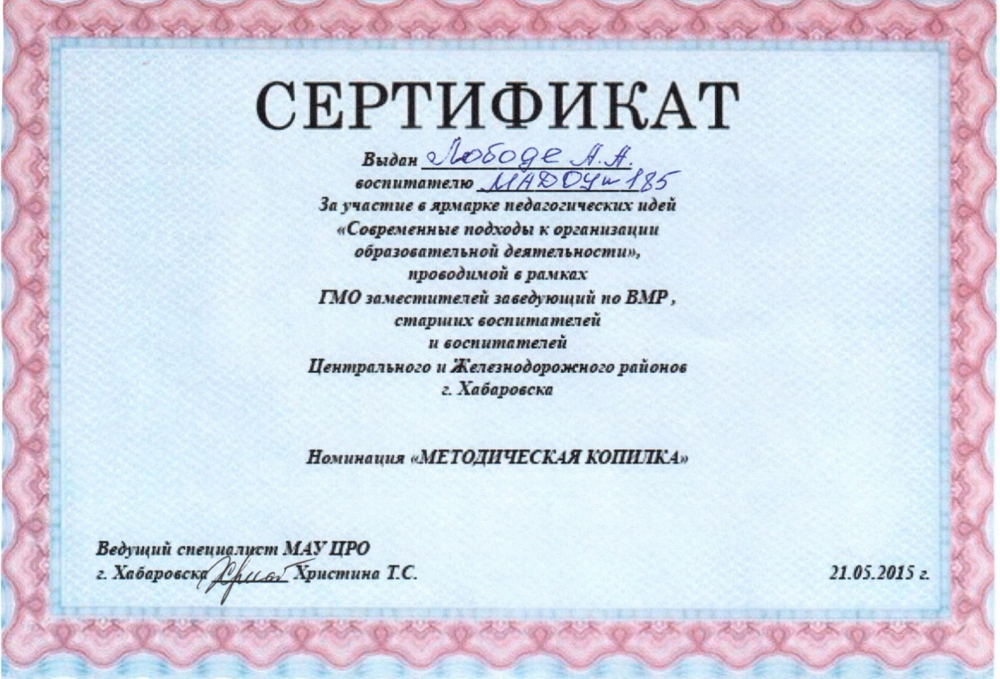 СЕРТИФИКАТ
Выдан Лободе А.А.
воспитателю МАДОУ № 185
За участие в ярмарке педагогических идей
«Современные подходы к организации
образовательной деятельности»,
проводимой в рамках
ГМО заместителей заведующий по ВМР ,
старших воспитателей
и воспитателей
Центрального и Железнодорожного районов
г. Хабаровска
Номинация «МЕТОДИЧЕСКАЯ КОПИЛКА»
Ведущий специалист МАУ ЦРО
г. Хабаровска Христина Т.С.
21.05.2015 г.